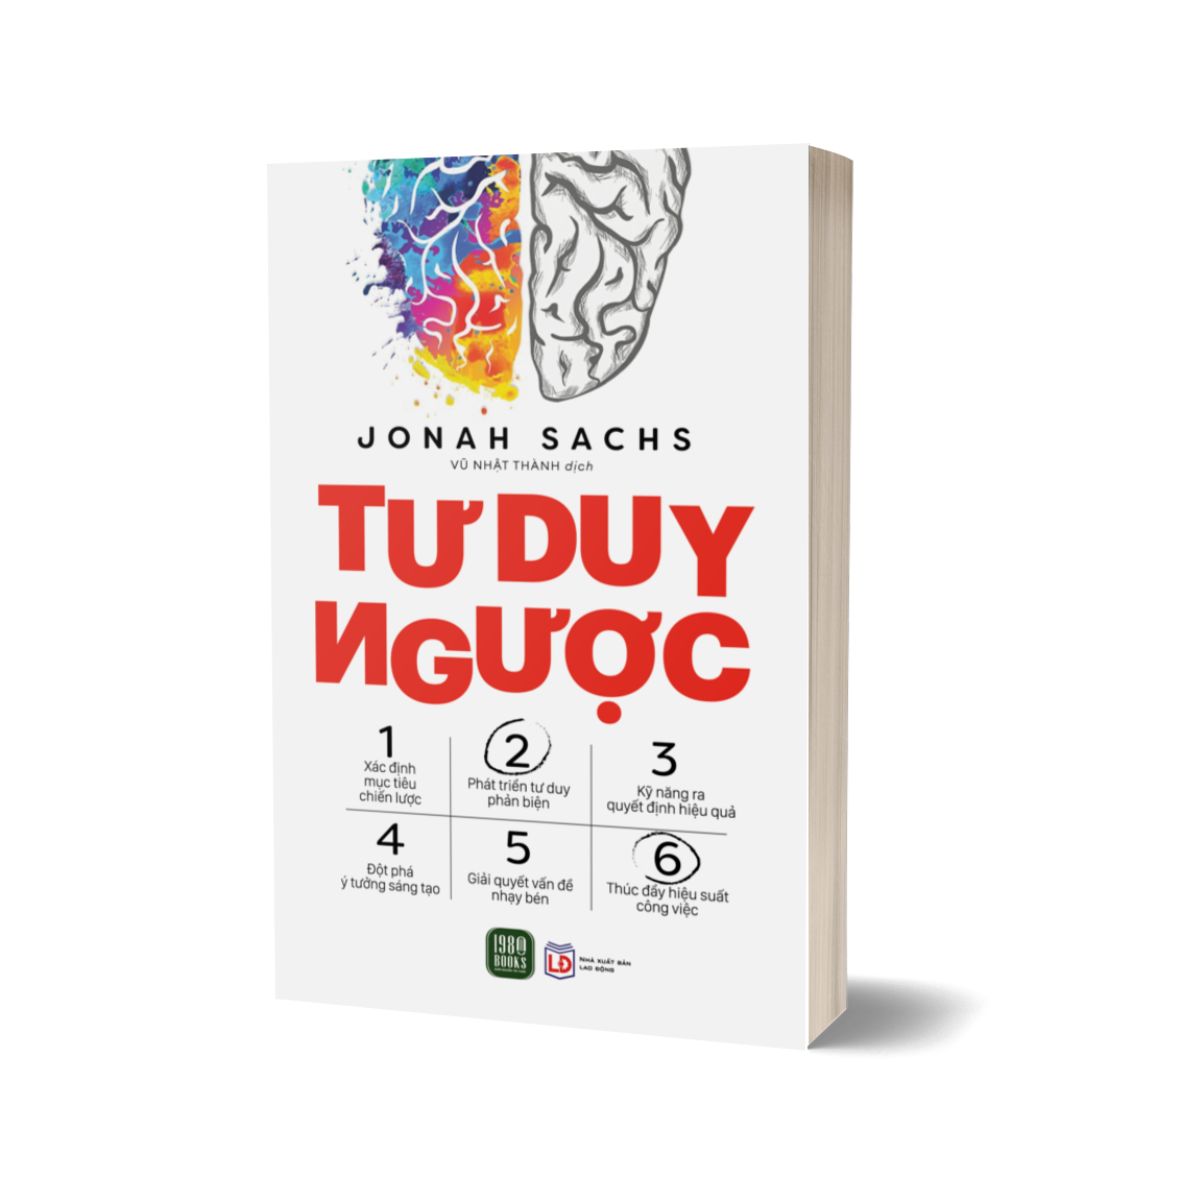 JONAH SACHS
VŨ NHẬT THÀNH dịch
TƯ DUY
NGƯỢC
1
Xác định
mục tiêu
chiến lược
2
Phát triển tư duy
phản biện
3
Kỹ năng ra
quyết định hiệu quả
4
Đột phá
ý tưởng sáng tạo
5
Giải quyết vấn đề
nhạy bén
6
Thúc đẩy hiệu suất
công việc
1980
BOOKS
LĐ
NHÀ XUẤT BẢN
LAO ĐỘNG